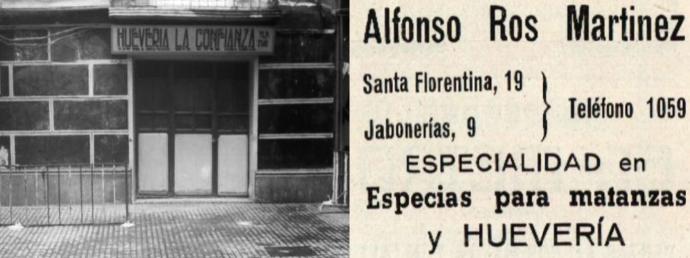 HUEVERIA LA CONFIANZA
Alfonso Ros Martinez
Santa Florentina, 19
Jabonerías, 9
} Teléfono 1059
ESPECIALIDAD en
Especias para matanzas
y HUEVERÍA